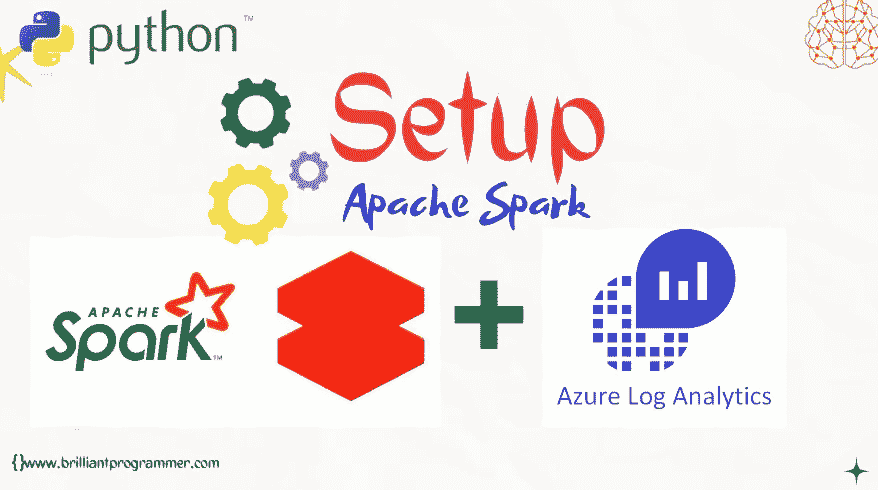 python™
Setup
Apache Spark
APACHE
Spark™
Azure Log Analytics
{}www.brilliantprogrammer.com